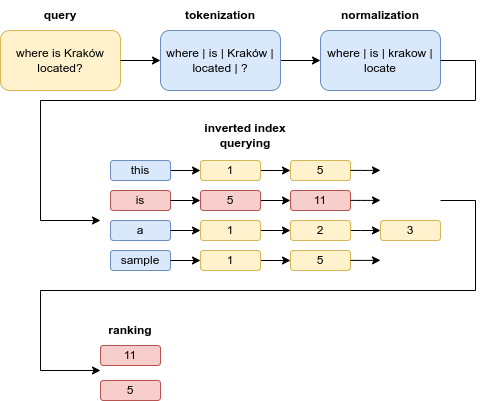 query
tokenization
normalization
where is Kraków
located?
where | is | Kraków |
located | ?
where | is | krakow |
locate
inverted index
querying
this
1
5
is
5
11
a
1
2
3
sample
1
5
ranking
11
5